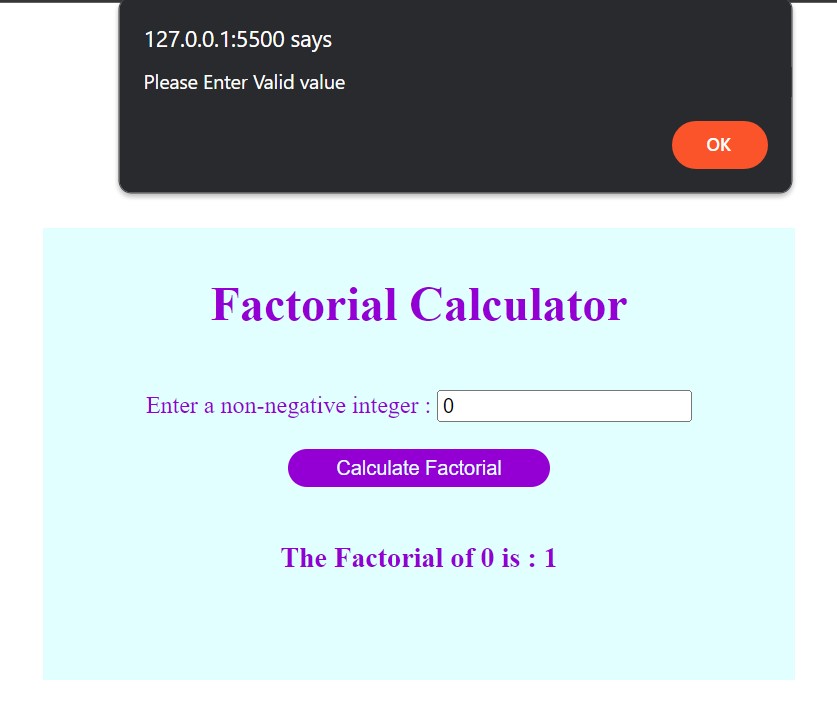 127.0.0.1:5500 says
Please Enter Valid value
OK
Factorial Calculator
Enter a non-negative integer : 0
Calculate Factorial
The Factorial of 0 is : 1